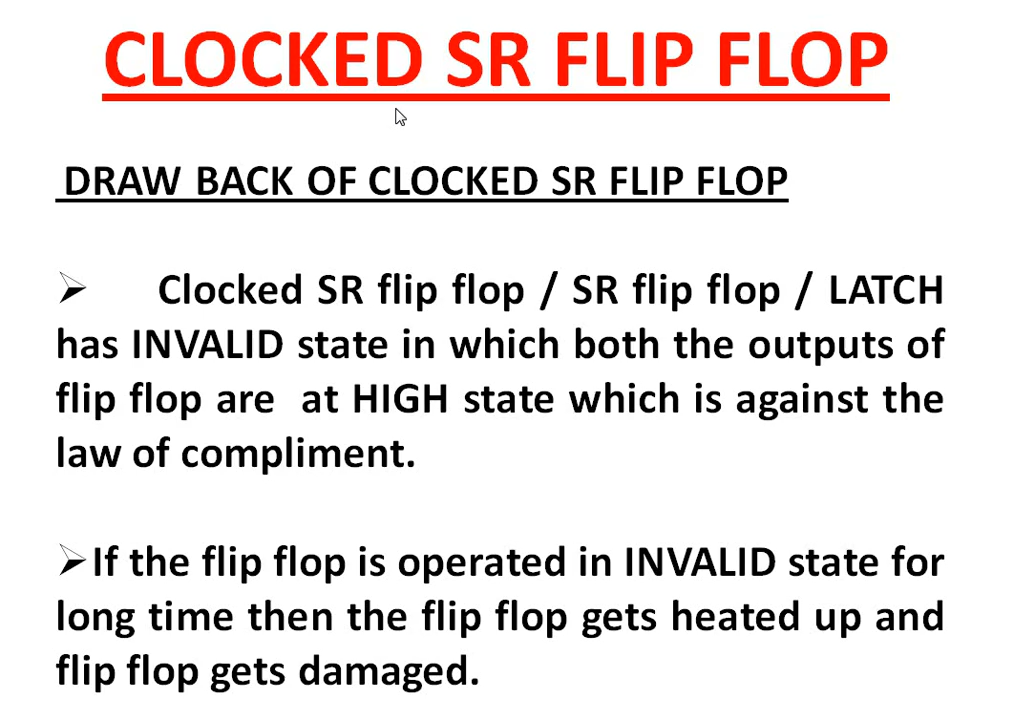 CLOCKED SR FLIP FLOP
DRAW BACK OF CLOCKED SR FLIP FLOP
➢ Clocked SR flip flop / SR flip flop / LATCH
has INVALID state in which both the outputs of
flip flop are at HIGH state which is against the
law of compliment.
➢If the flip flop is operated in INVALID state for
long time then the flip flop gets heated up and
flip flop gets damaged.